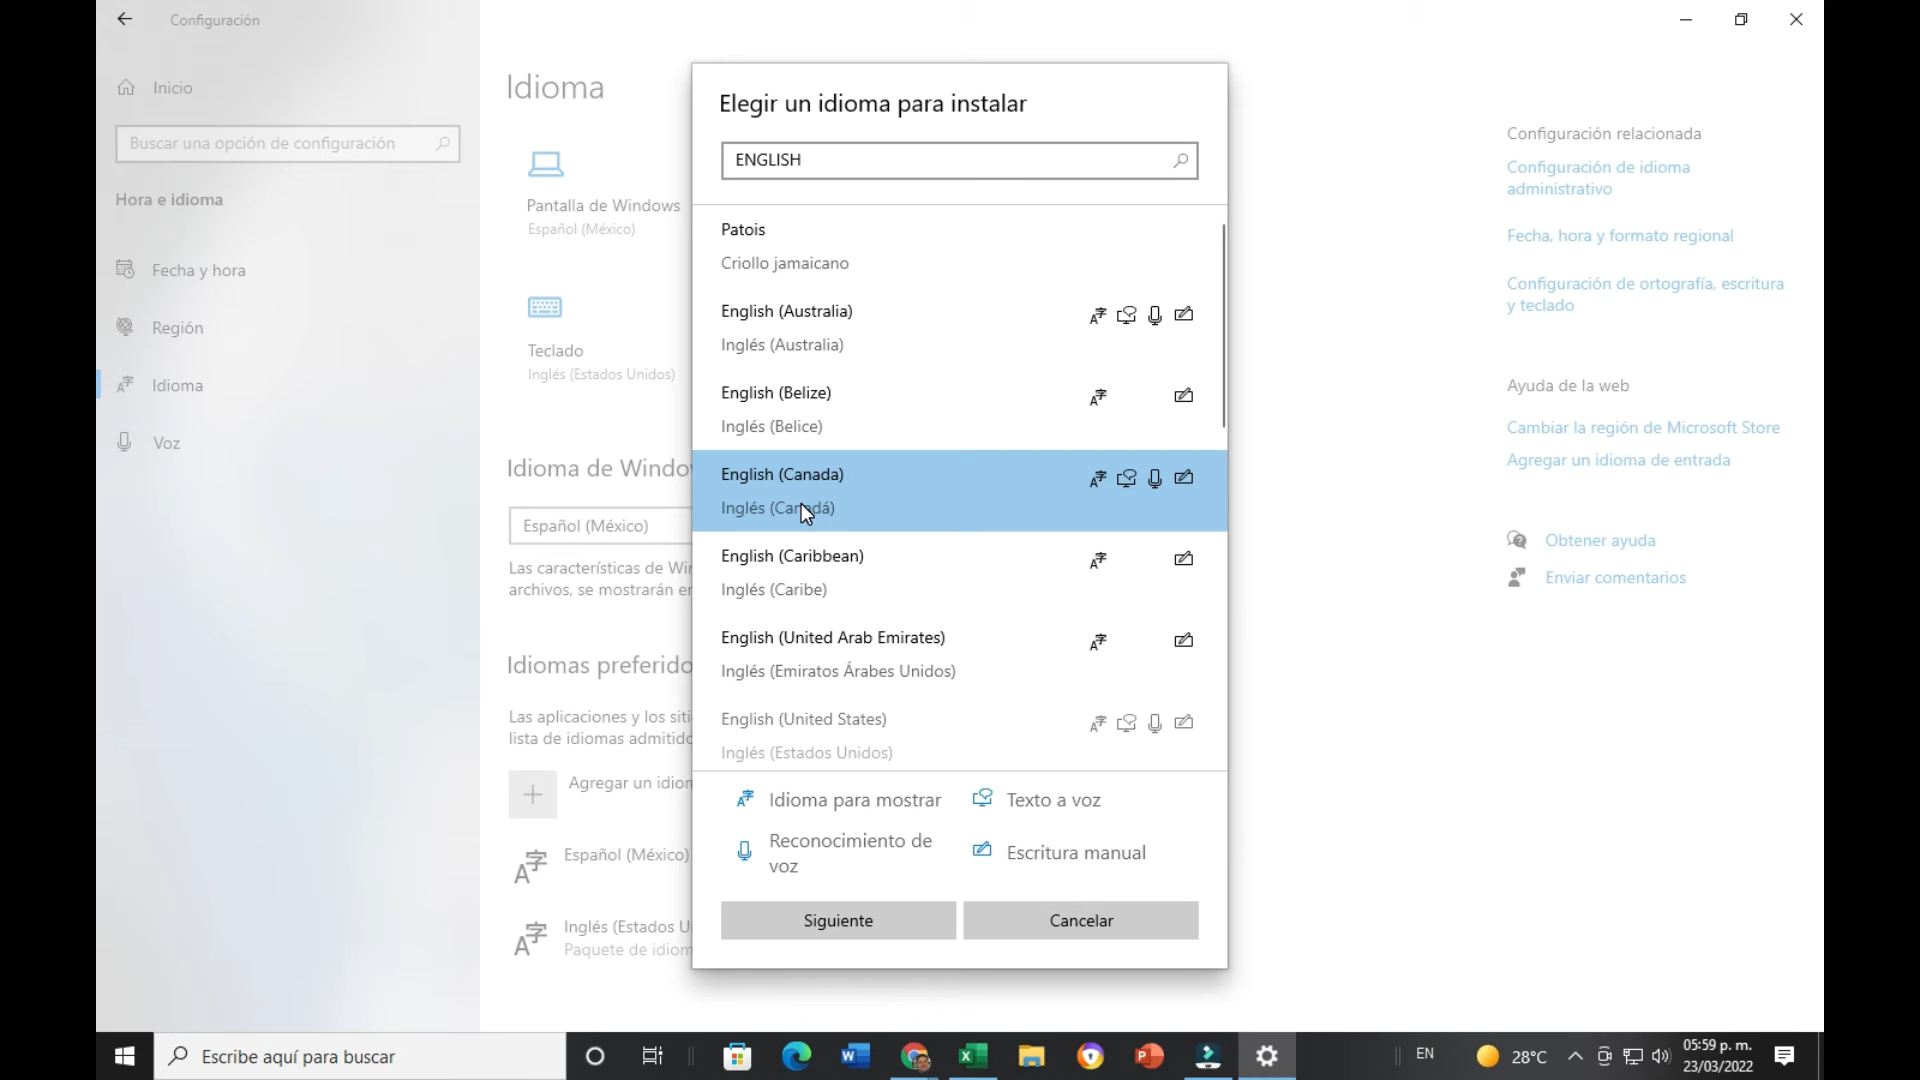 Configuración
Inicio
Buscar una opción de configuración
Hora e idioma
Fecha y hora
Región
Idioma
Voz
Idioma
Pantalla de Windows
Español (México)
Teclado
Inglés (Estados Unidos)
Idioma de Windo
Español (México)
Las características de Wi
archivos, se mostrarán e
Idiomas preferido
Las aplicaciones y los siti
lista de idiomas admitido
Agregar un idiom
Español (México)
Inglés (Estados U
Paquete de idiom
Elegir un idioma para instalar
ENGLISH
Patois
Criollo jamaicano
English (Australia)
Inglés (Australia)
English (Belize)
Inglés (Belice)
English (Canada)
Inglés (Canadá)
English (Caribbean)
Inglés (Caribe)
English (United Arab Emirates)
Inglés (Emiratos Árabes Unidos)
English (United States)
Inglés (Estados Unidos)
Idioma para mostrar
Texto a voz
Reconocimiento de
voz
Escritura manual
Siguiente
Cancelar
Configuración relacionada
Configuración de idioma
administrativo
Fecha, hora y formato regional
Configuración de ortografía, escritura
y teclado
Ayuda de la web
Cambiar la región de Microsoft Store
Agregar un idioma de entrada
Obtener ayuda
Enviar comentarios
Escribe aquí para buscar
EN
28°C
05:59 p. m.
23/03/2022